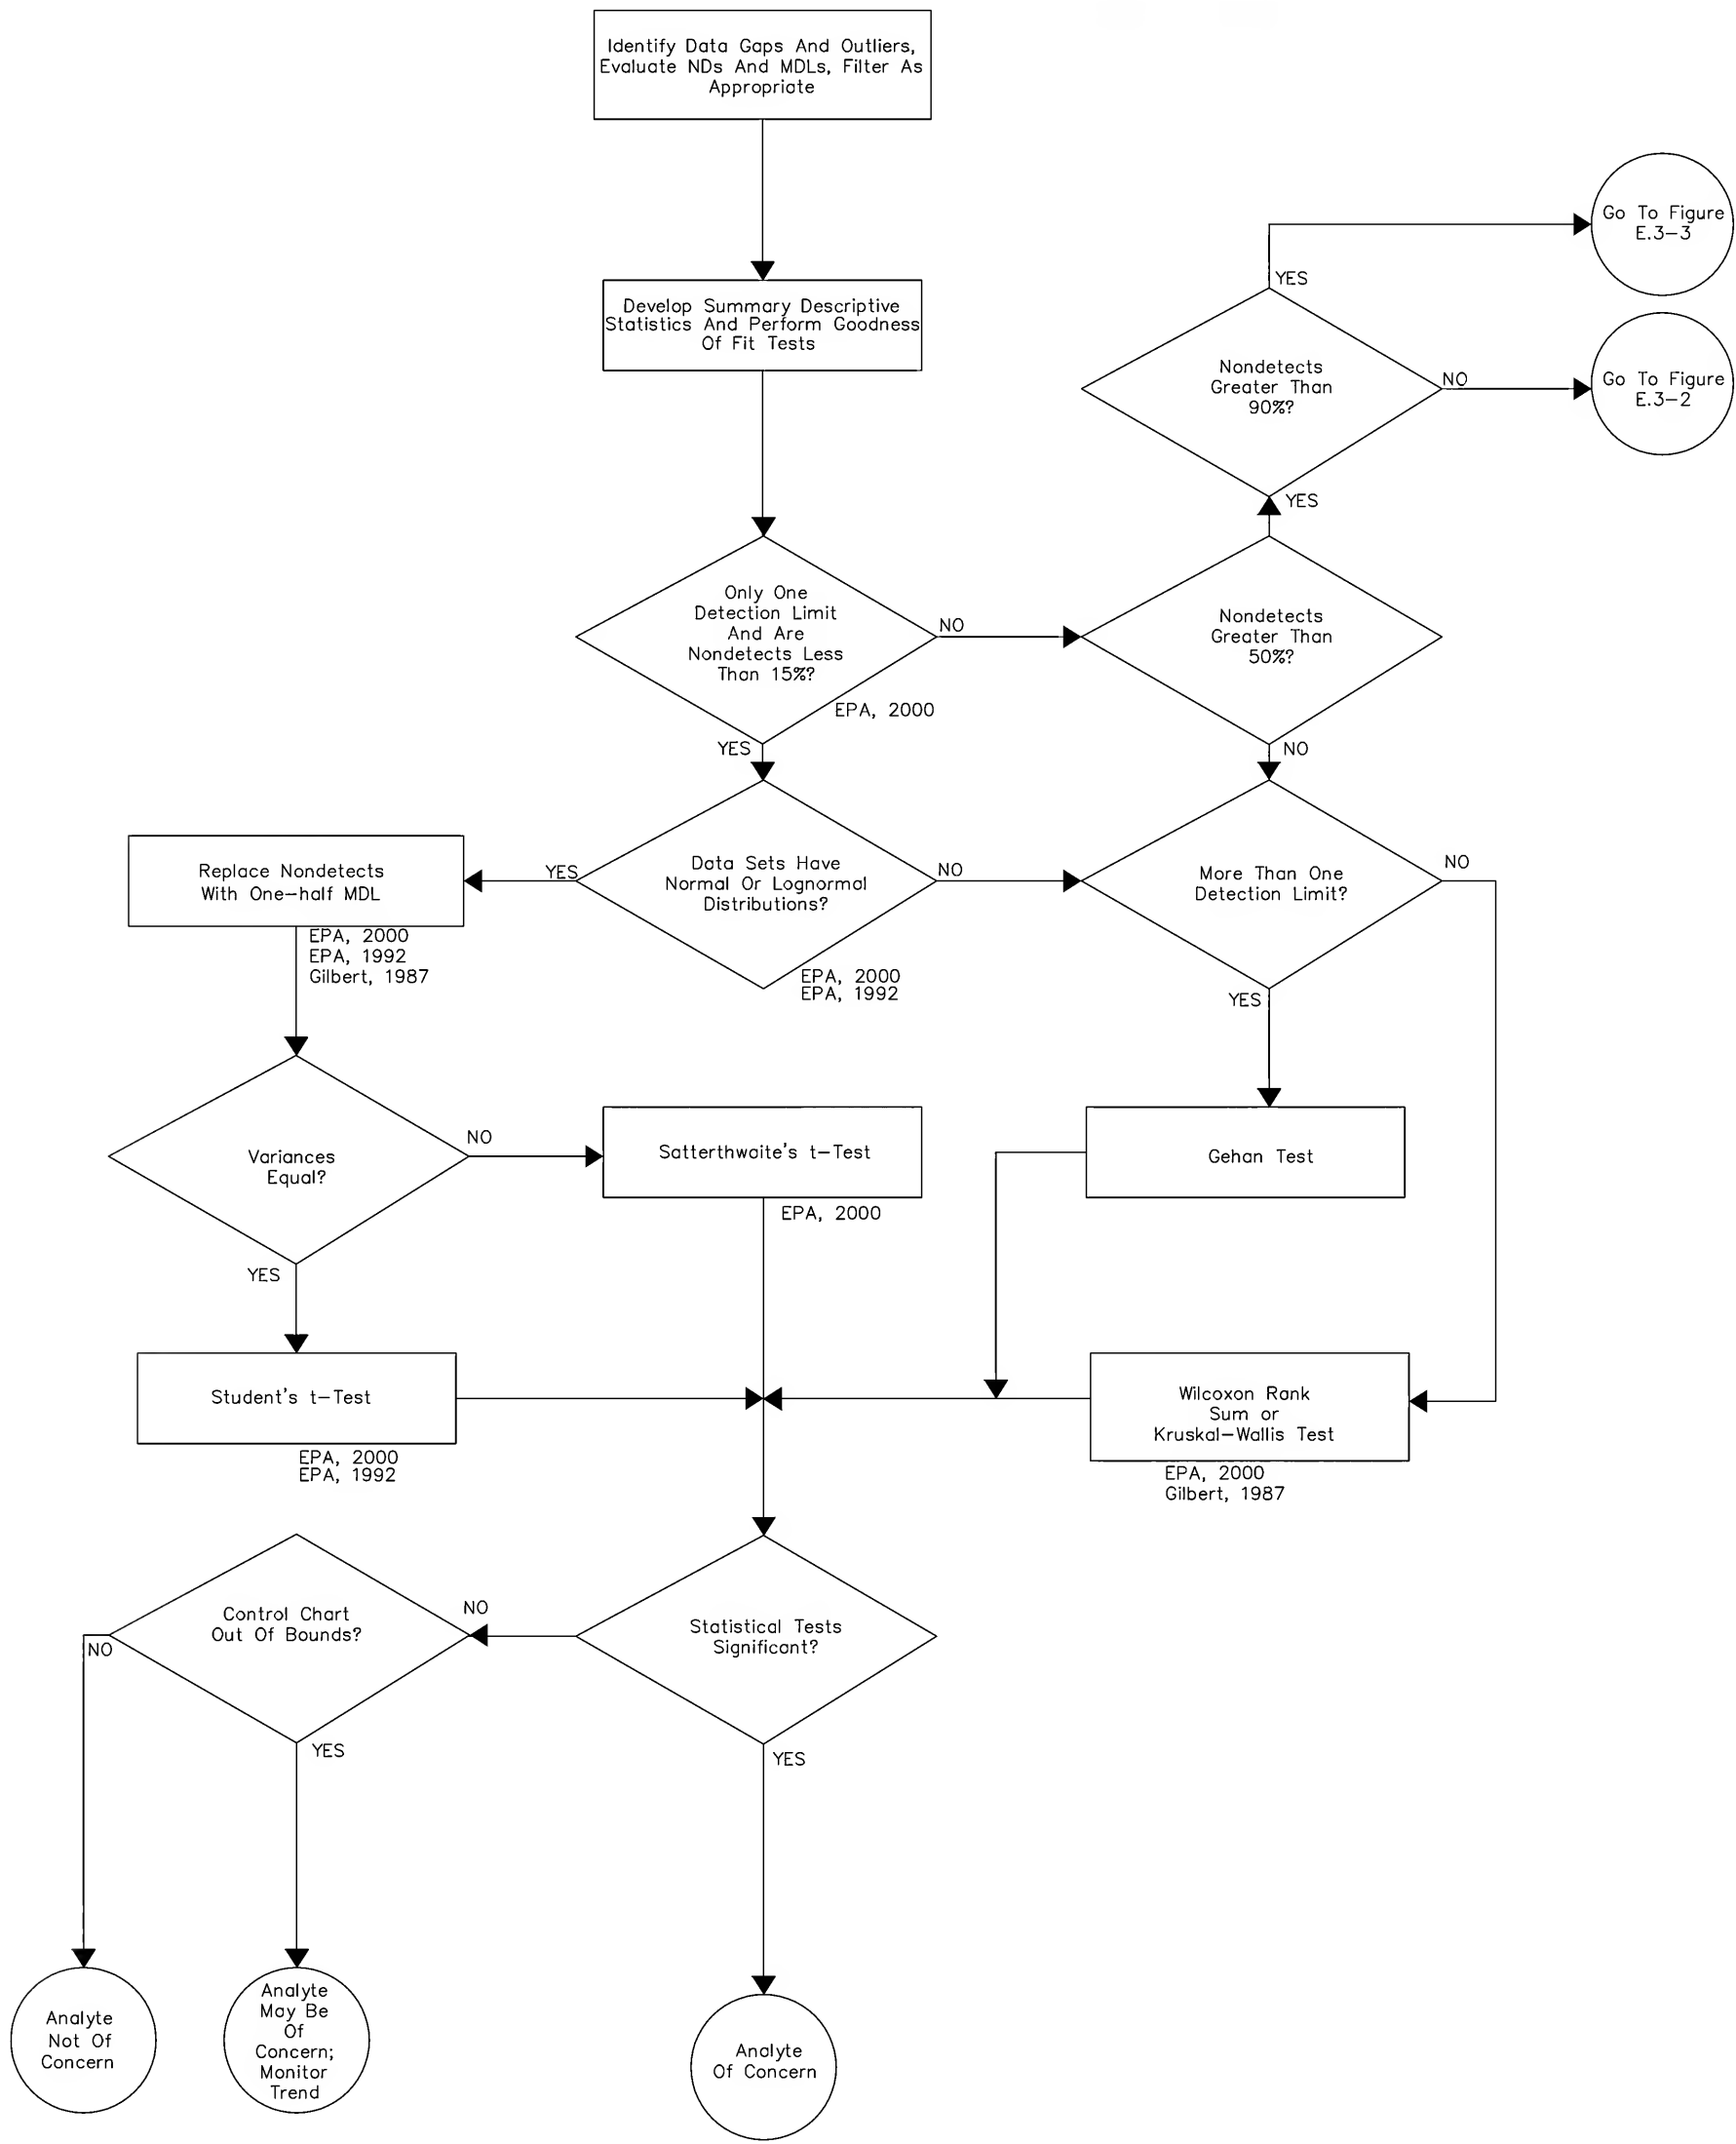 Identify Data Gaps And Outliers,
Evaluate NDs And MDLs, Filter As
Appropriate
Go To Figure
E.3-3
YES
Develop Summary Descriptive
Statistics And Perform Goodness
Of Fit Tests
Nondetects
Greater Than
90%?
NO
Go To Figure
E.3-2
YES
Only One
Detection Limit
And Are
Nondetects Less
Than 15%?
NO
Nondetects
Greater Than
50%?
EPA, 2000
YES
NO
Replace Nondetects
With One-half MDL
YES
Data Sets Have
Normal Or Lognormal
Distributions?
NO
More Than One
Detection Limit?
NO
EPA, 2000
EPA, 1992
Gilbert, 1987
EPA, 2000
EPA, 1992
YES
Variances
Equal?
NO
Satterthwaite's t-Test
Gehan Test
EPA, 2000
YES
Student's t-Test
Wilcoxon Rank
Sum or
Kruskal-Wallis Test
EPA, 2000
EPA, 1992
EPA, 2000
Gilbert, 1987
Control Chart
Out Of Bounds?
NO
Statistical Tests
Significant?
NO
YES
YES
Analyte
Not Of
Concern
Analyte
May Be
Of
Concern;
Monitor
Trend
Analyte
Of Concern